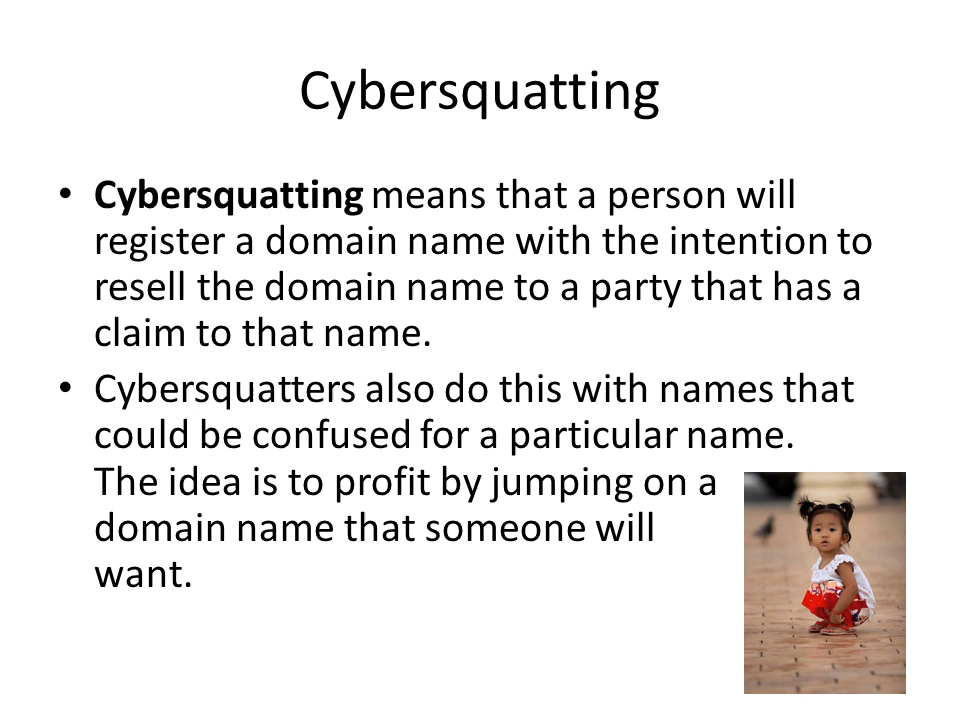 Cybersquatting
• Cybersquatting means that a person will
register a domain name with the intention to
resell the domain name to a party that has a
claim to that name.
• Cybersquatters also do this with names that
could be confused for a particular name.
The idea is to profit by jumping on a
domain name that someone will
want.